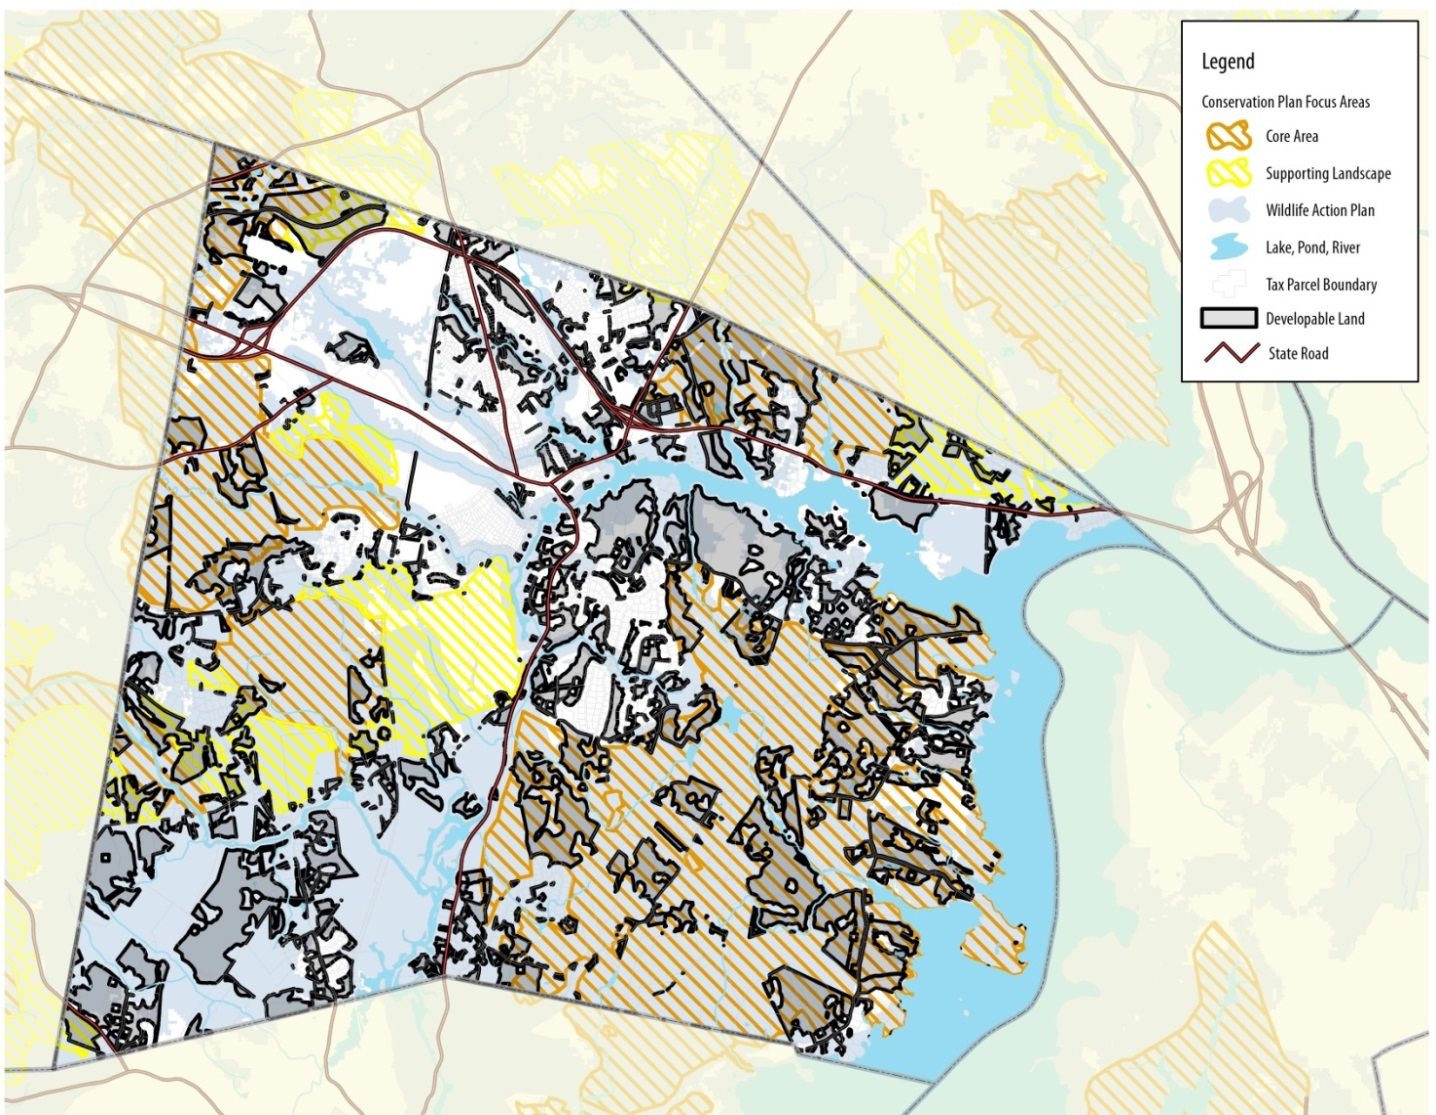 Legend
Conservation Plan Focus Areas
Core Area
Supporting Landscape
Wildlife Action Plan
Lake, Pond, River
Tax Parcel Boundary
Developable Land
State Road